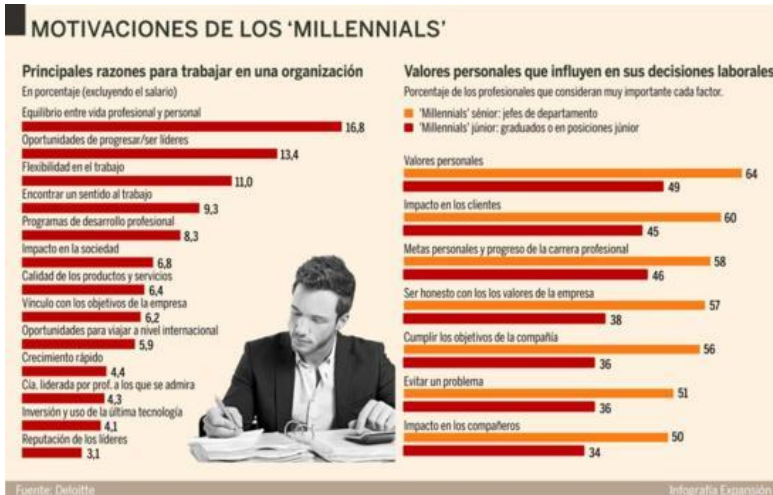 MOTIVACIONES DE LOS ‘MILLENNIALS’
Principales razones para trabajar en una organización
En porcentaje (excluyendo el salario)
Equilibrio entre vida profesional y personal
16,8
Oportunidades de progresar/ser líderes
13,4
Flexibilidad en el trabajo
11,0
Encontrar un sentido al trabajo
9,3
Programas de desarrollo profesional
8,3
Impacto en la sociedad
6,8
Calidad de los productos y servicios
6,4
Vínculo con los objetivos de la empresa
6,2
Oportunidades para viajar a nivel internacional
5,9
Crecimiento rápido
4,4
Cía. liderada por prof. a los que se admira
4,3
Inversión y uso de la última tecnología
4,1
Reputación de los líderes
3,1
Valores personales que influyen en sus decisiones laborales
Porcentaje de los profesionales que consideran muy importante cada factor.
'Millennials' sénior: jefes de departamento
'Millennials' júnior: graduados o en posiciones júnior
Valores personales
64
49
Impacto en los clientes
60
45
Metas personales y progreso de la carrera profesional
58
46
Ser honesto con los los valores de la empresa
57
38
Cumplir los objetivos de la compañía
56
36
Evitar un problema
51
36
Impacto en los compañeros
50
34
Fuente: Deloitte
Infografía Expansión